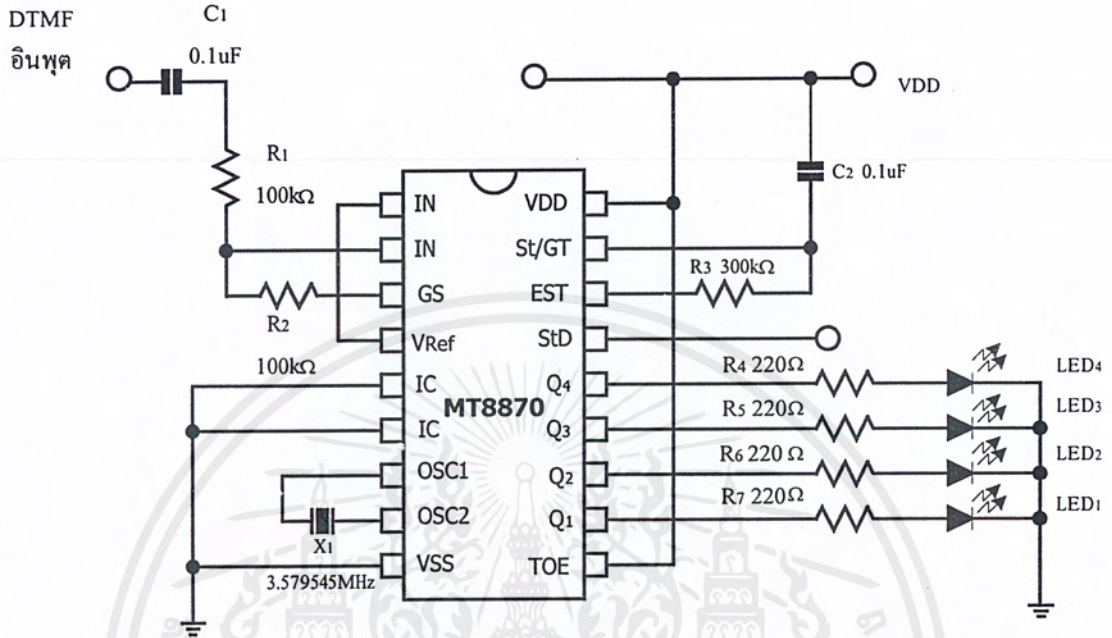 DTMF
อินพุต
C1
0.1uF
R1
100kΩ
R2
100kΩ
VDD
C2 0.1uF
R3 300kΩ
IN
IN
GS
VRef
IC
IC
OSC1
OSC2
VSS
MT8870
VDD
St/GT
EST
StD
Q4
Q3
Q2
Q1
TOE
X1
3.579545MHz
R4 220Ω
R5 220Ω
R6 220 Ω
R7 220Ω
LED4
LED3
LED2
LED1